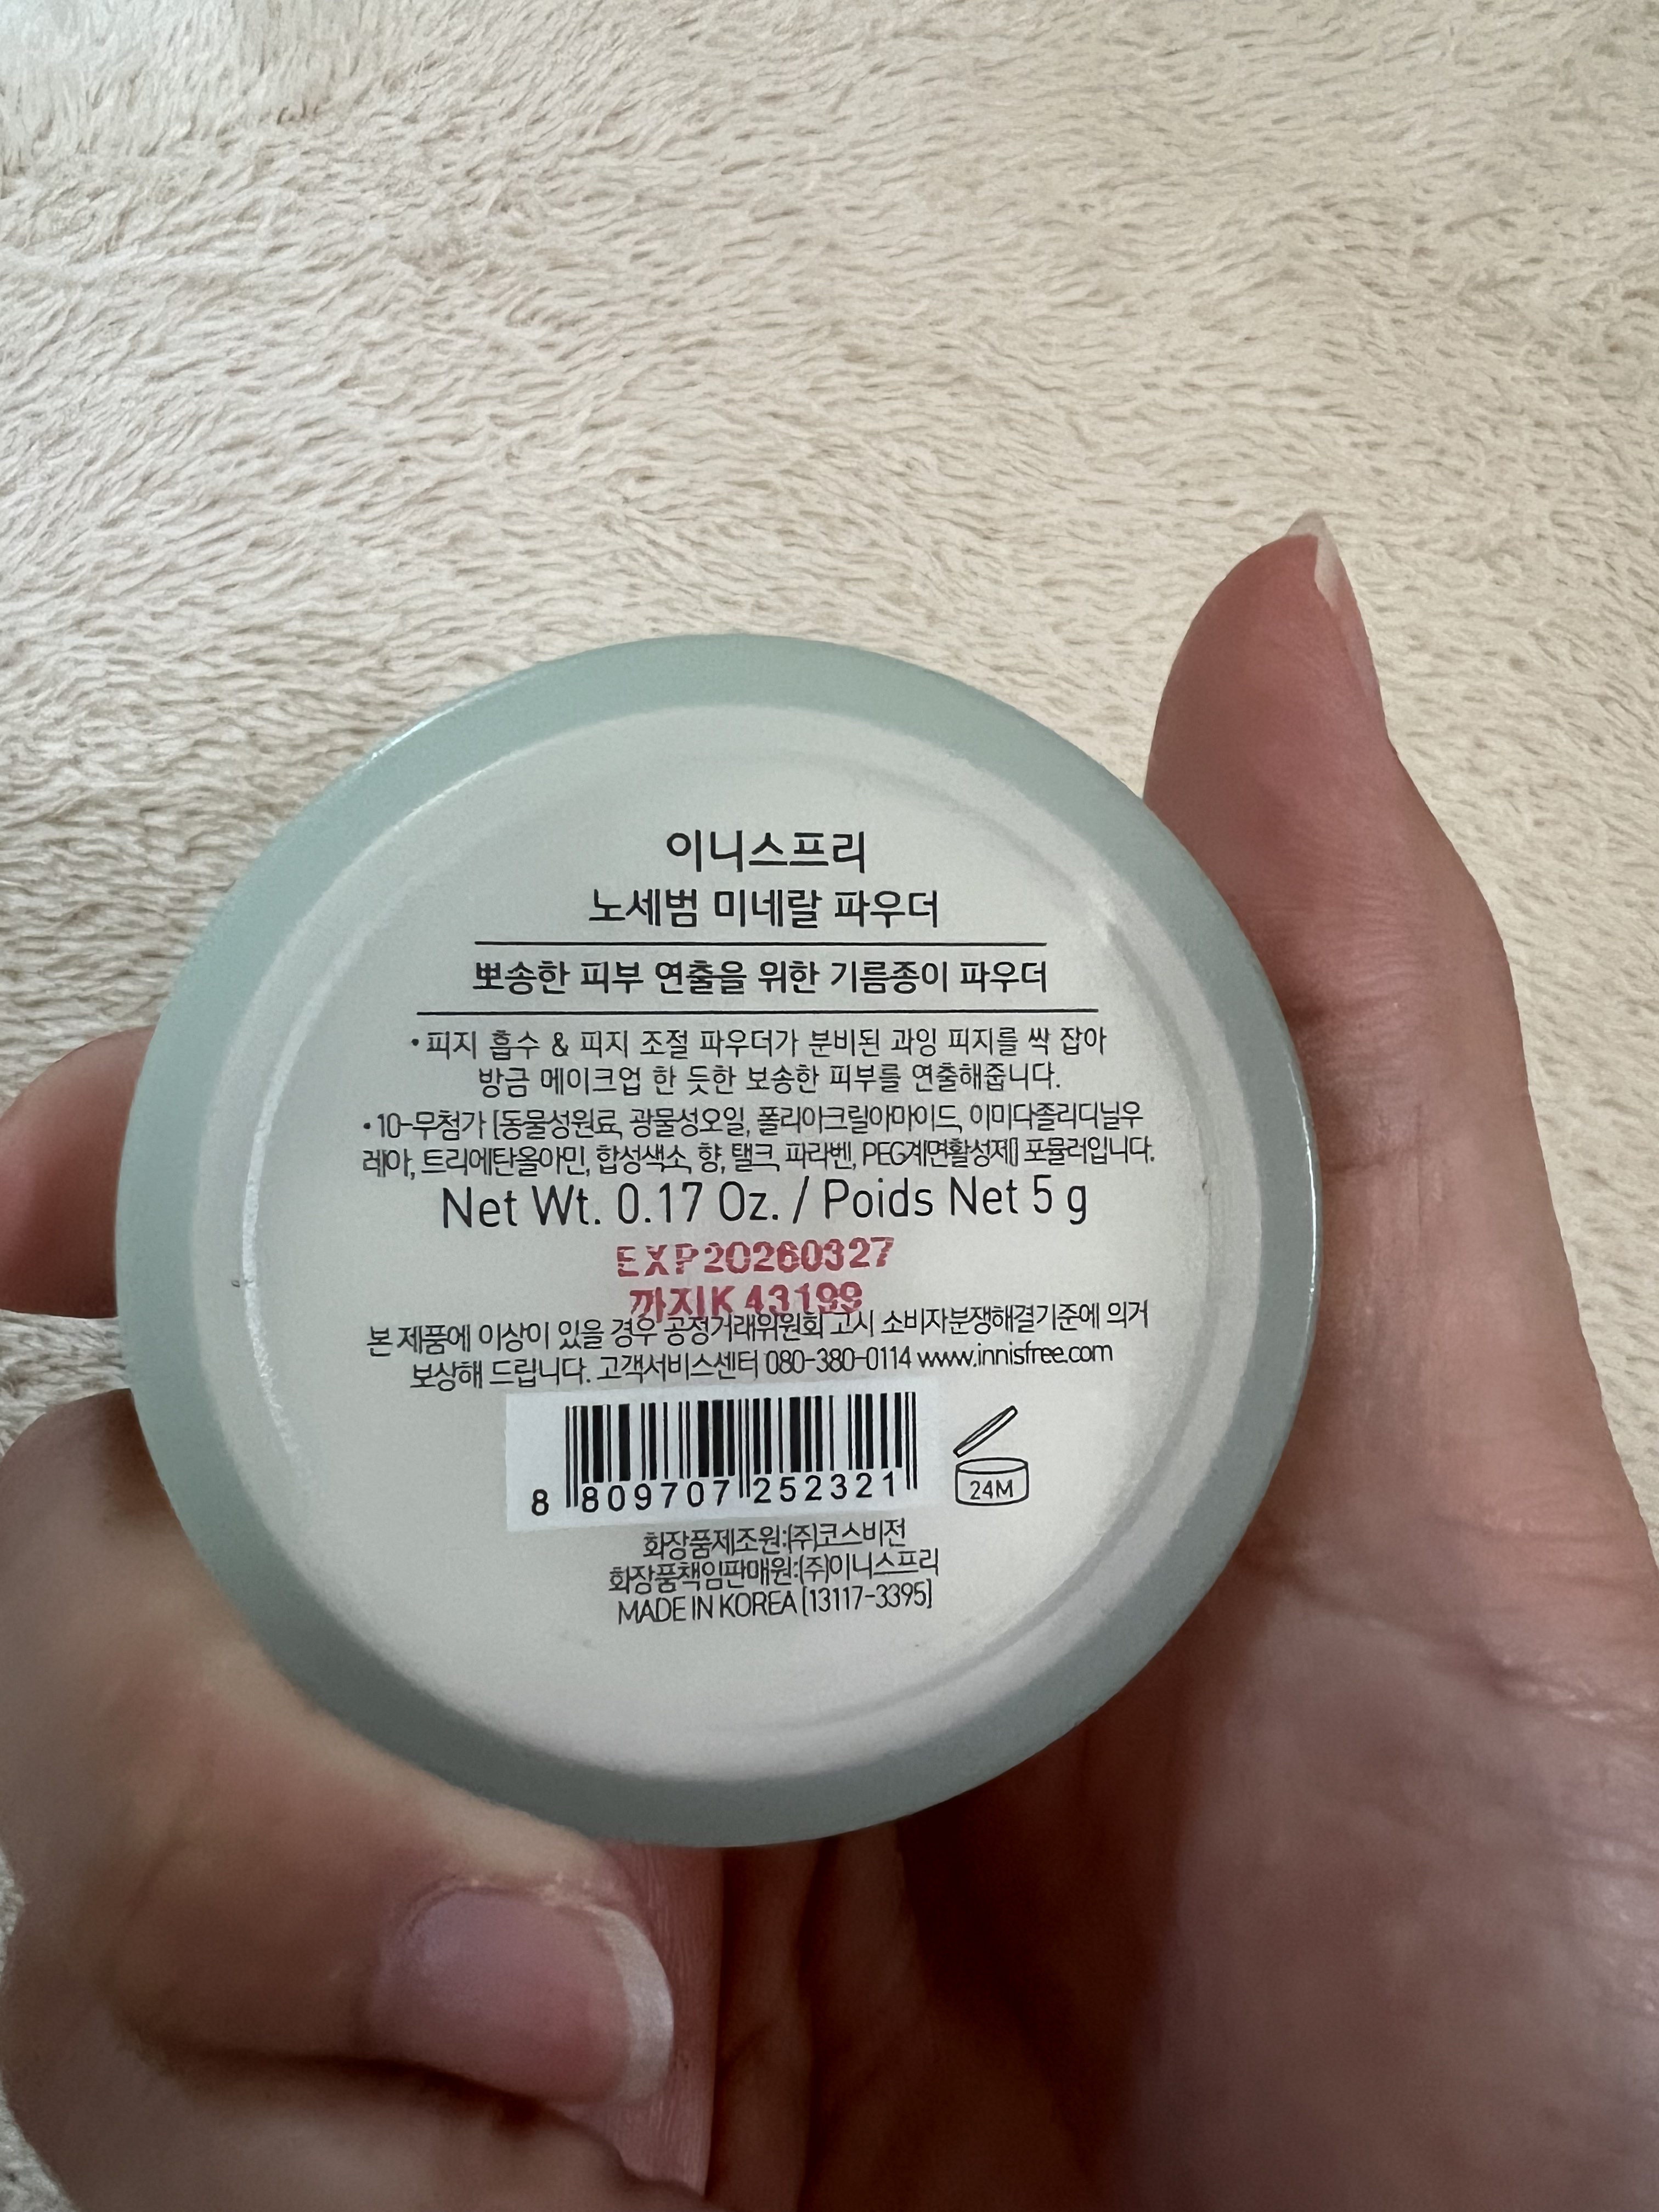 이니스프리
노세범 미네랄 파우더
뽀송한 피부 연출을 위한 기름종이 파우더
•피지 흡수 & 피지 조절 파우더가 분비된 과잉 피지를 싹 잡아
방금 메이크업 한 듯한 보송한 피부를 연출해줍니다.
•10-무첨가 [동물성원료, 광물성오일, 폴리아크릴아마이드, 이미다졸리디닐우
레아, 트리에탄올아민, 합성색소, 향, 탤크, 파라벤, PEG계면활성제] 포뮬러입니다.
Net Wt. 0.17 Oz. / Poids Net 5 g
EXP20260327
까지K43199
본 제품에 이상이 있을 경우 공정거래위원회 고시 소비자분쟁해결기준에 의거
보상해 드립니다. 고객서비스센터 080-380-0114 www.innisfree.com
8 809707 252321
24M
화장품제조원:(주)코스비전
화장품책임판매원:(주)이니스프리
MADE IN KOREA [13117-3395]